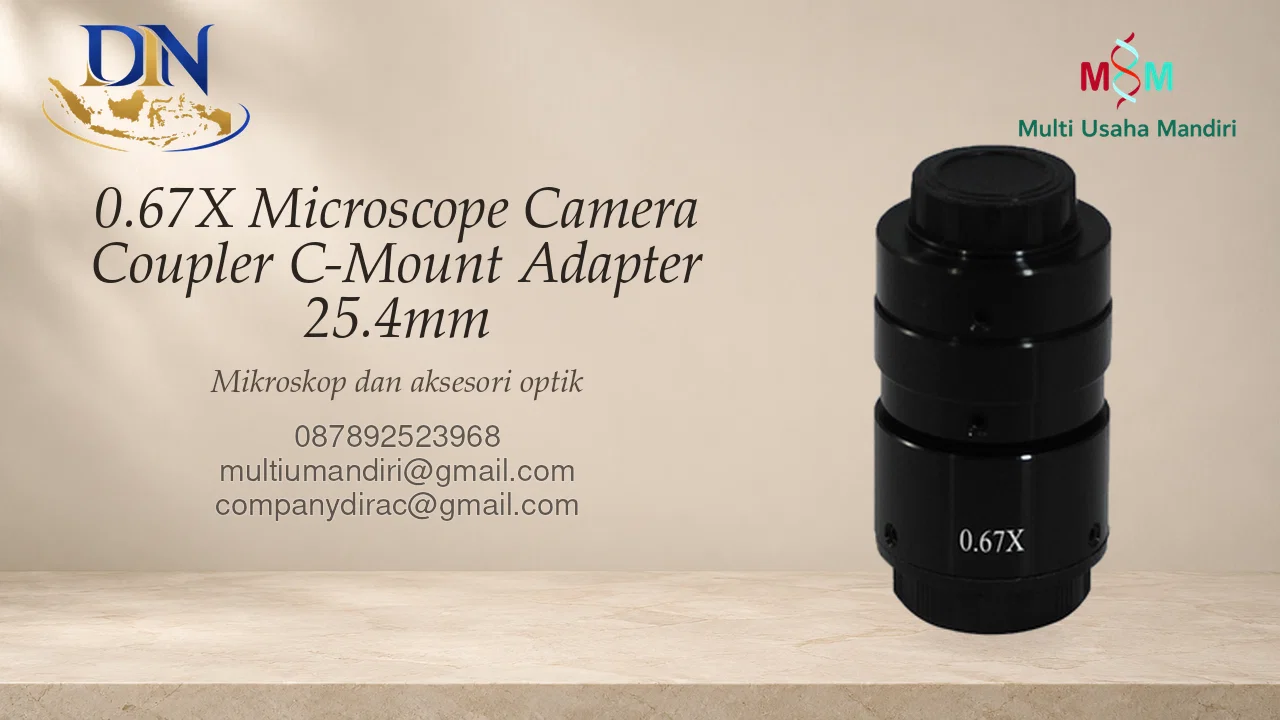 DN
MUM
Multi Usaha Mandiri
0.67X Microscope Camera
Coupler C-Mount Adapter
25.4mm
Mikroskop dan aksesori optik
087892523968
multiumandiri@gmail.com
companydirac@gmail.com
0.67X